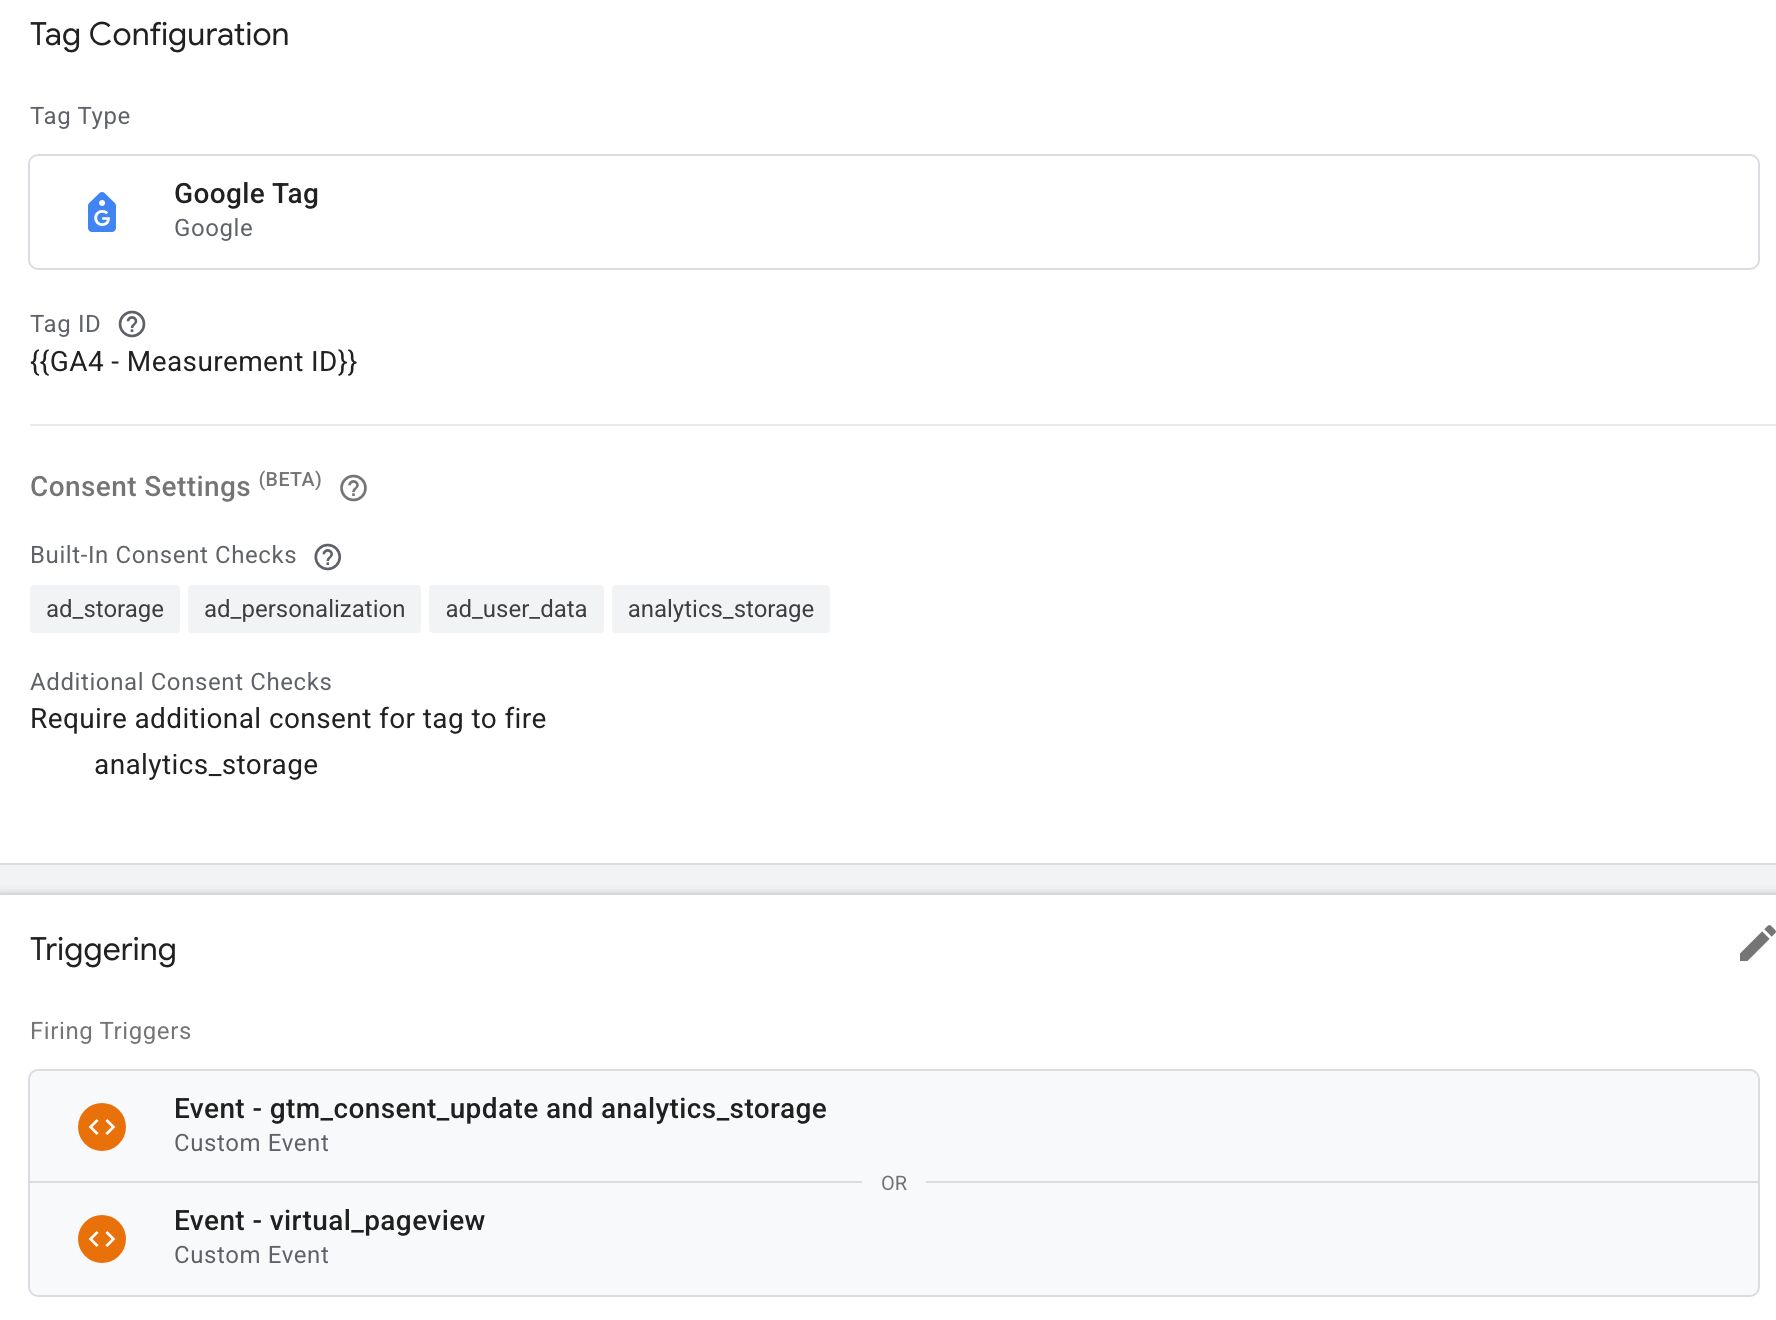 Tag Configuration
Tag Type
G
Google Tag
Google
Tag ID ?
{{GA4 - Measurement ID}}
Consent Settings (BETA) ?
Built-In Consent Checks ?
ad_storage ad_personalization ad_user_data analytics_storage
Additional Consent Checks
Require additional consent for tag to fire
analytics_storage
Triggering
Firing Triggers
Event - gtm_consent_update and analytics_storage
Custom Event
OR
Event - virtual_pageview
Custom Event